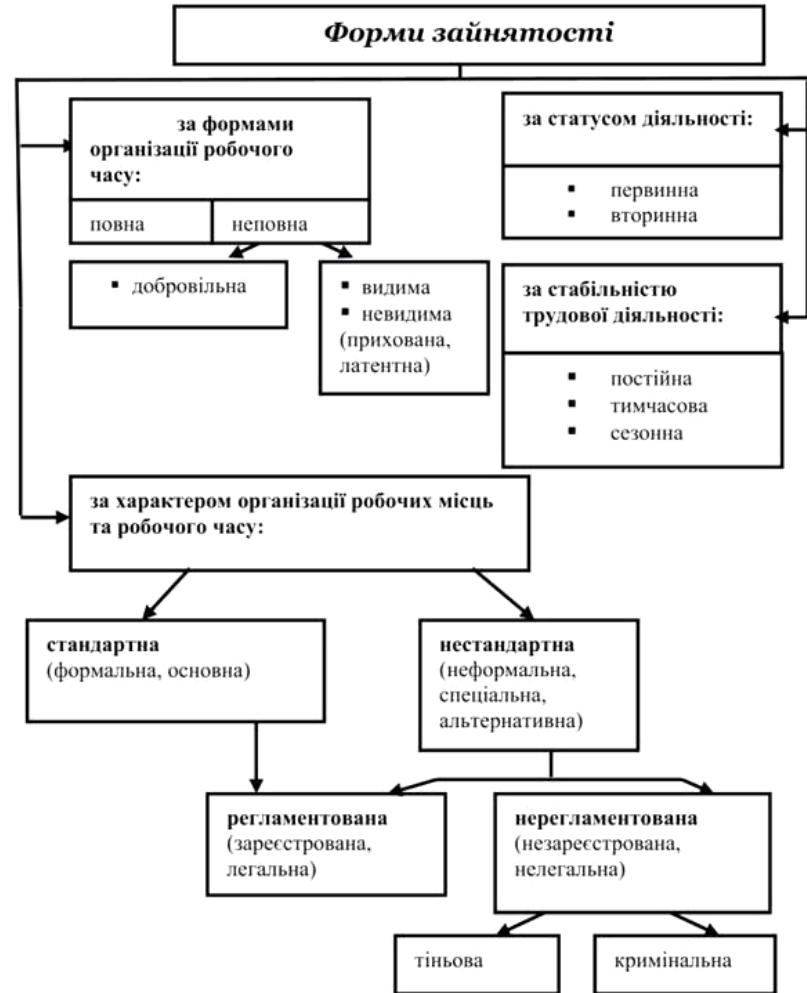 Форми зайнятості
за формами
організації робочого
часу:
повна
неповна
▪ добровільна
▪ видима
▪ невидима
(прихована,
латентна)
за статусом діяльності:
▪ первинна
▪ вторинна
за стабільністю
трудової діяльності:
▪ постійна
▪ тимчасова
▪ сезонна
за характером організації робочих місць
та робочого часу:
стандартна
(формальна, основна)
нестандартна
(неформальна,
спеціальна,
альтернативна)
регламентована
(зареєстрована,
легальна)
нерегламентована
(незареєстрована,
нелегальна)
тіньова
кримінальна